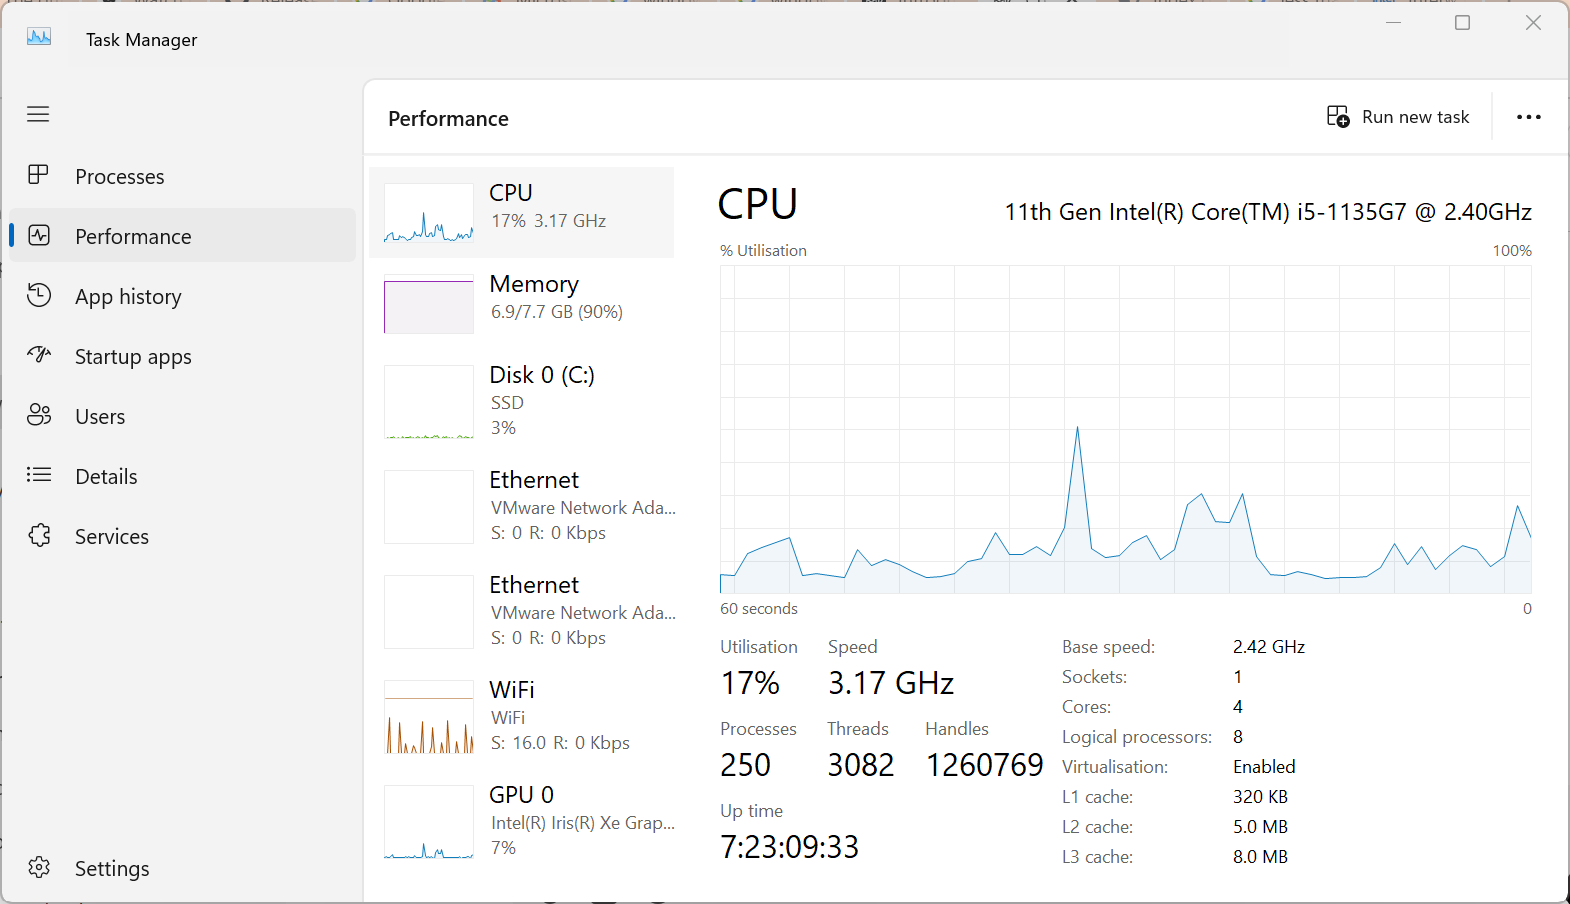 Task Manager
Performance
Run new task
Processes
Performance
App history
Startup apps
Users
Details
Services
Settings
CPU
17% 3.17 GHz
Memory
6.9/7.7 GB (90%)
Disk 0 (C:)
SSD
3%
Ethernet
VMware Network Ada...
S: 0 R: 0 Kbps
Ethernet
VMware Network Ada...
S: 0 R: 0 Kbps
WiFi
WiFi
S: 16.0 R: 0 Kbps
GPU 0
Intel(R) Iris(R) Xe Grap...
7%
CPU
11th Gen Intel(R) Core(TM) i5-1135G7 @ 2.40GHz
% Utilisation 100%
60 seconds 0
Utilisation Speed
17% 3.17 GHz
Processes Threads Handles
250 3082 1260769
Up time
7:23:09:33
Base speed: 2.42 GHz
Sockets: 1
Cores: 4
Logical processors: 8
Virtualisation: Enabled
L1 cache: 320 KB
L2 cache: 5.0 MB
L3 cache: 8.0 MB